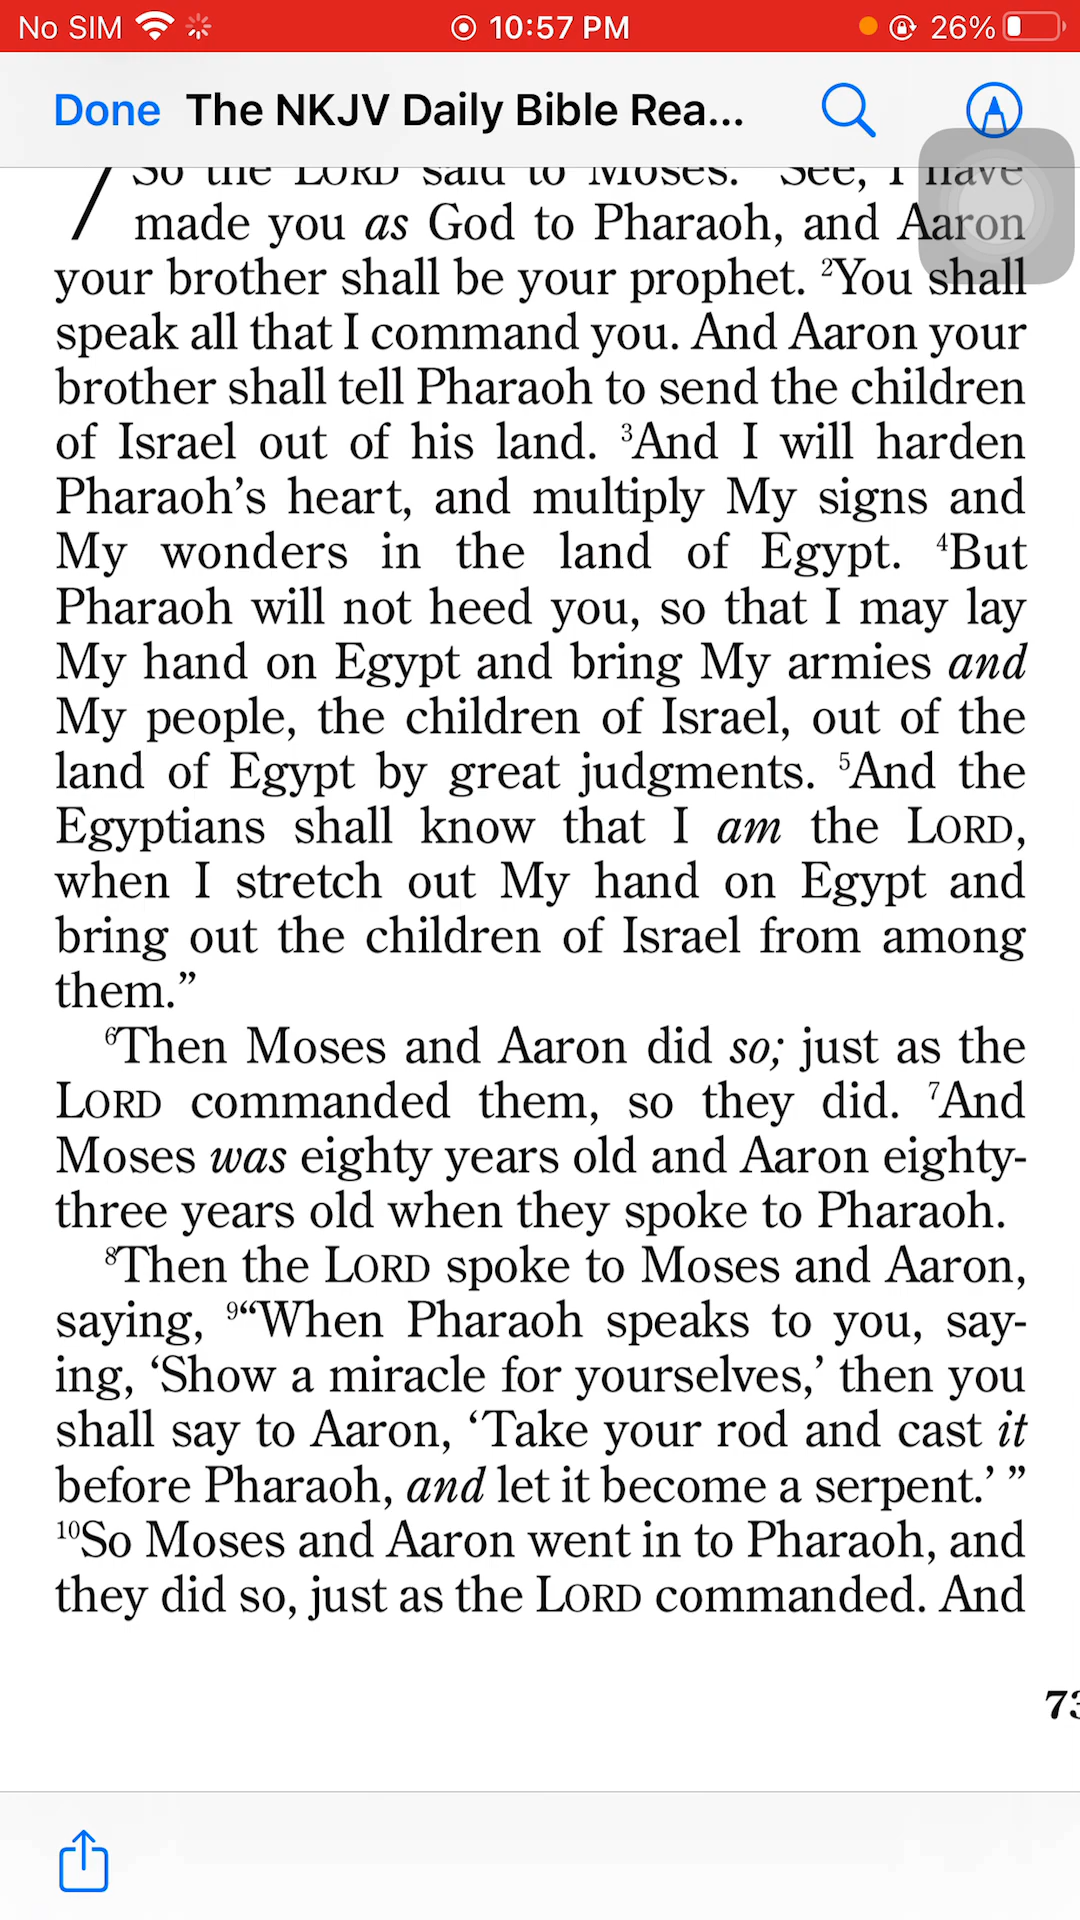 No SIM 10:57 PM 26%
Done The NKJV Daily Bible Rea...
7 So the LORD said to Moses: “See, I have
made you as God to Pharaoh, and Aaron
your brother shall be your prophet. ²You shall
speak all that I command you. And Aaron your
brother shall tell Pharaoh to send the children
of Israel out of his land. ³And I will harden
Pharaoh’s heart, and multiply My signs and
My wonders in the land of Egypt. ⁴But
Pharaoh will not heed you, so that I may lay
My hand on Egypt and bring My armies and
My people, the children of Israel, out of the
land of Egypt by great judgments. ⁵And the
Egyptians shall know that I am the LORD,
when I stretch out My hand on Egypt and
bring out the children of Israel from among
them.”
⁶Then Moses and Aaron did so; just as the
LORD commanded them, so they did. ⁷And
Moses was eighty years old and Aaron eighty-
three years old when they spoke to Pharaoh.
⁸Then the LORD spoke to Moses and Aaron,
saying, ⁹“When Pharaoh speaks to you, say-
ing, ‘Show a miracle for yourselves,’ then you
shall say to Aaron, ‘Take your rod and cast it
before Pharaoh, and let it become a serpent.’ ”
¹⁰So Moses and Aaron went in to Pharaoh, and
they did so, just as the LORD commanded. And
73